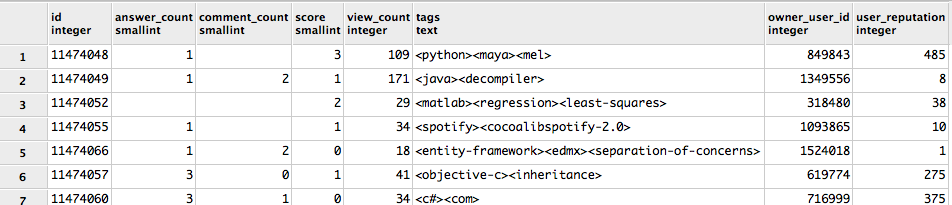 id answer_count comment_count score view_count tags owner_user_id user_reputation
integer smallint smallint smallint integer text integer integer
1 11474048 1 3 109 <python><maya><mel> 849843 485
2 11474049 1 2 1 171 <java><decompiler> 1349556 8
3 11474052 2 29 <matlab><regression><least-squares> 318480 38
4 11474055 1 1 34 <spotify><cocoalibspotify-2.0> 1093865 10
5 11474066 1 2 0 18 <entity-framework><edmx><separation-of-concerns> 1524018 1
6 11474057 3 0 1 41 <objective-c><inheritance> 619774 275
7 11474060 3 1 0 34 <c#><com> 716999 375